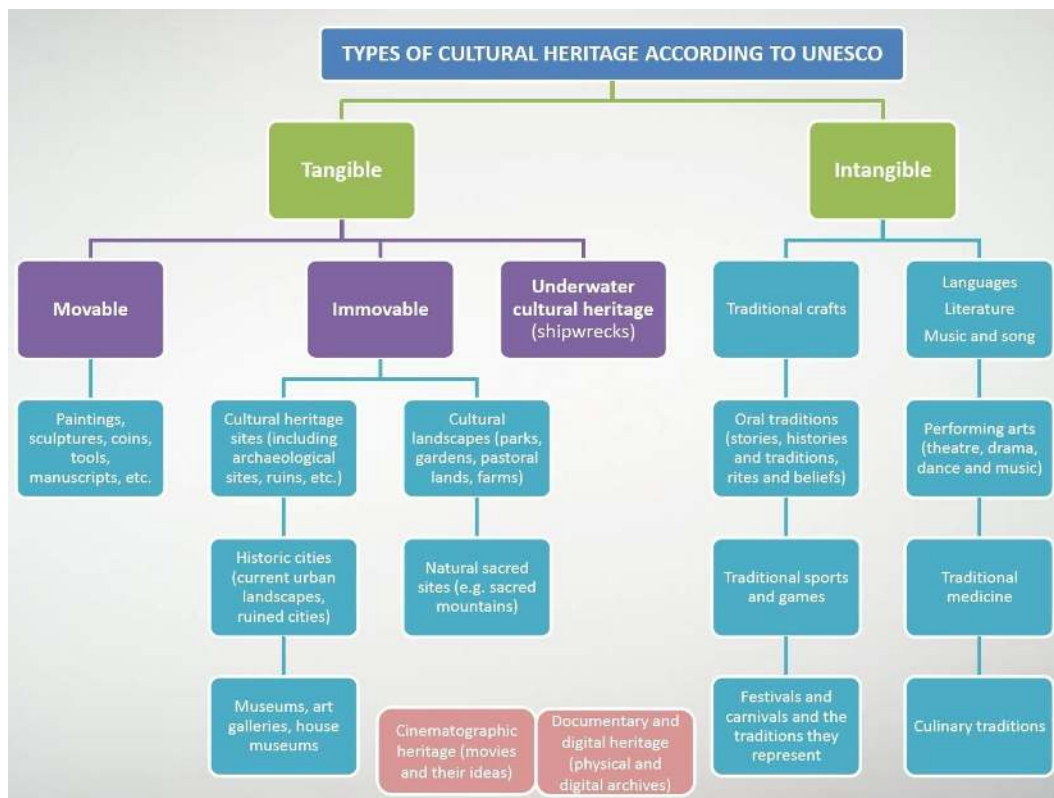 TYPES OF CULTURAL HERITAGE ACCORDING TO UNESCO
Tangible
Intangible
Movable
Immovable
Underwater
cultural heritage
(shipwrecks)
Traditional crafts
Languages
Literature
Music and song
Paintings,
sculptures, coins,
tools,
manuscripts, etc.
Cultural heritage
sites (including
archaeological
sites, ruins, etc.)
Cultural
landscapes (parks,
gardens, pastoral
lands, farms)
Oral traditions
(stories, histories
and traditions,
rites and beliefs)
Performing arts
(theatre, drama,
dance and music)
Historic cities
(current urban
landscapes,
ruined cities)
Natural sacred
sites (e.g. sacred
mountains)
Traditional sports
and games
Traditional
medicine
Museums, art
galleries, house
museums
Cinematographic
heritage (movies
and their ideas)
Documentary and
digital heritage
(physical and
digital archives)
Festivals and
carnivals and the
traditions they
represent
Culinary traditions